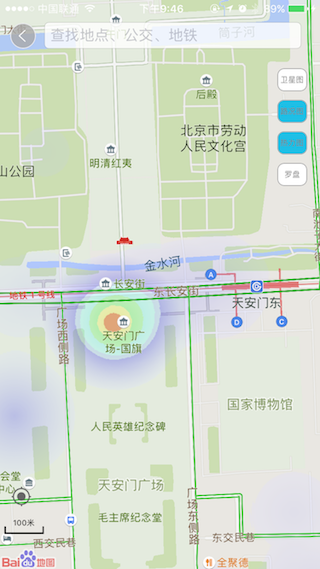 中国联通
下午9:46
89%
查找地点、公交、地铁
筒子河
卫星图
后殿
北京市劳动
人民文化宫
明清红夷
山公园
罗盘
金水河
长安街
东长安街
地铁1号线
A
天安门东
D
C
天安门广
场-国旗
广场西侧路
国家博物馆
人民英雄纪念碑
天安门广场
会堂
中心
100米
毛主席纪念堂
广场东侧路
西交民巷
东交民巷
Bai du 地图
全聚德